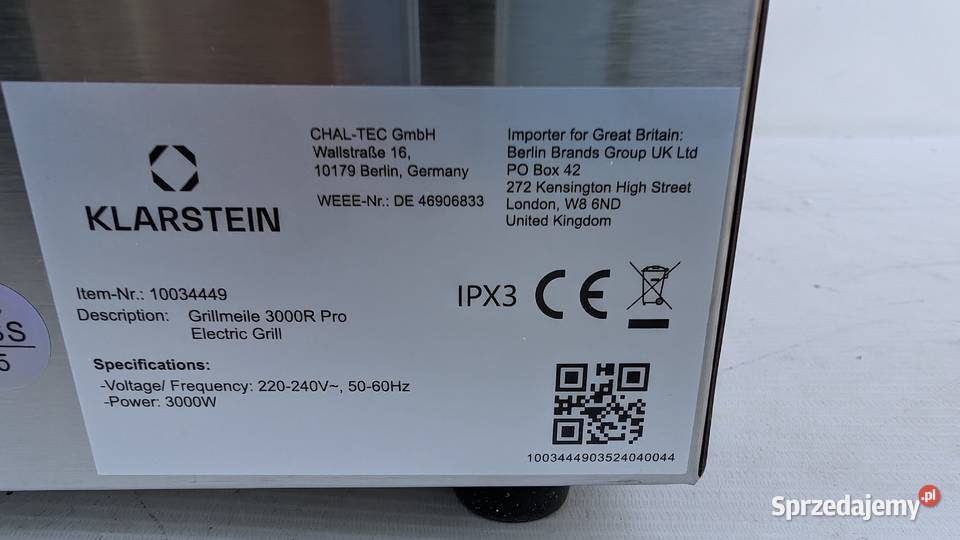 KLARSTEIN
CHAL-TEC GmbH
Wallstraße 16,
10179 Berlin, Germany
WEEE-Nr.: DE 46906833
Importer for Great Britain:
Berlin Brands Group UK Ltd
PO Box 42
272 Kensington High Street
London, W8 6ND
United Kingdom
Item-Nr.: 10034449
Description: Grillmeile 3000R Pro
Electric Grill
IPX3 CE
Specifications:
-Voltage/ Frequency: 220-240V~, 50-60Hz
-Power: 3000W
1003444903524040044
Sprzedajemy.pl